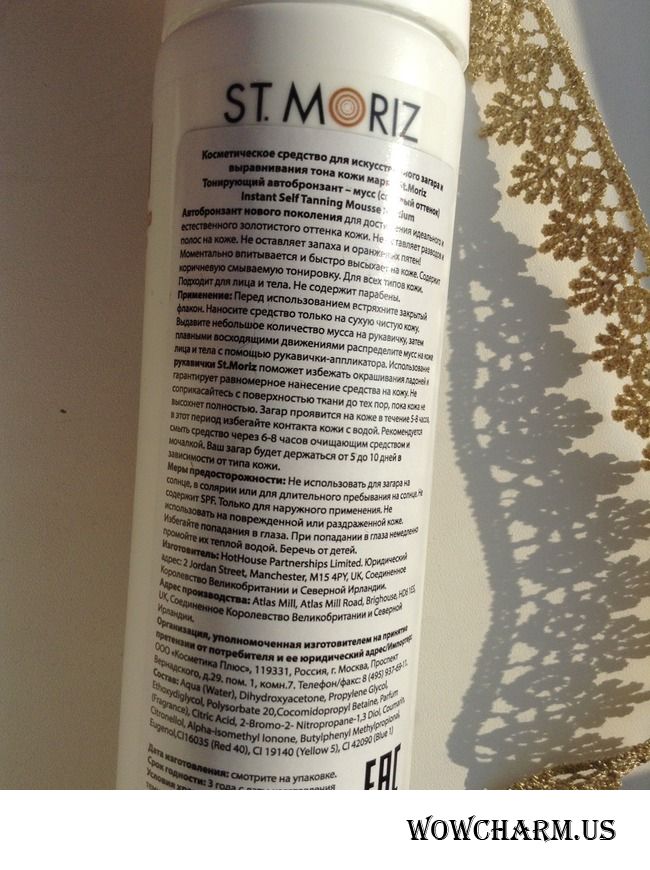 ST. MORIZ
Косметическое средство для искусственного загара и
выравнивания тона кожи марки St.Moriz
Тонирующий автобронзант – мусс (с оттенок)
Instant Self Tanning Mousse
Автобронзант нового поколения для достижения идеального и
естественного золотистого оттенка кожи. Не оставляет разводов и
полос на коже. Не оставляет запаха и оранжевых пятен!
Моментально впитывается и быстро высыхает на коже. Содержит
коричневую смываемую тонировку. Для всех типов кожи.
Подходит для лица и тела. Не содержит парабены.
Применение: Перед использованием встряхните закрытый
флакон. Наносите средство только на сухую чистую кожу.
Выдавите небольшое количество мусса на рукавичку, затем
плавными восходящими движениями распределите мусс на коже
лица и тела с помощью рукавички-аппликатора. Использование
рукавички St.Moriz поможет избежать окрашивания ладоней и
гарантирует равномерное нанесение средства на кожу. Не
соприкасайтесь с поверхностью ткани до тех пор, пока кожа не
высохнет полностью. Загар проявится на коже в течение 5-8 часов,
в этот период избегайте контакта кожи с водой. Рекомендуется
смыть средство через 6-8 часов очищающим средством и
мочалкой. Ваш загар будет держаться от 5 до 10 дней в
зависимости от типа кожи.
Меры предосторожности: Не использовать для загара на
солнце, в солярии или для длительного пребывания на солнце. Не
содержит SPF. Только для наружного применения. Не
использовать на поврежденной или раздраженной коже.
Избегайте попадания в глаза. При попадании в глаза немедленно
промойте их теплой водой. Беречь от детей.
Изготовитель: HotHouse Partnerships Limited. Юридический
адрес: 2 Jordan Street, Manchester, M15 4PY, UK, Соединенное
Королевство Великобритании и Северной Ирландии.
Адрес производства: Atlas Mill, Atlas Mill Road, Brighouse, HD6 1ES,
UK, Соединенное Королевство Великобритании и Северной
Ирландии.
Организация, уполномоченная изготовителем на принятие
претензии от потребителя и ее юридический адрес/Импортер:
ООО «Косметика Плюс», 119331, Россия, г. Москва, Проспект
Вернадского, д.29. пом. 1, комн.7. Телефон/факс: 8 (495) 937-69-11.
Состав: Aqua (Water), Dihydroxyacetone, Propylene Glycol,
Ethoxydiglycol, Polysorbate 20,Cocomidopropyl Betaine, Parfum
(Fragrance), Citric Acid, 2-Bromo-2- Nitropropane-1,3 Diol, Coumarin,
Citronellol, Alpha-Isomethyl Ionone, Butylphenyl Methylpropional,
Eugenol,CI16035 (Red 40), CI 19140 (Yellow 5), CI 42090 (Blue 1)
Дата изготовления: смотрите на упаковке.
Срок годности: 3 года с даты изготовления
EAC
WOWCHARM.US